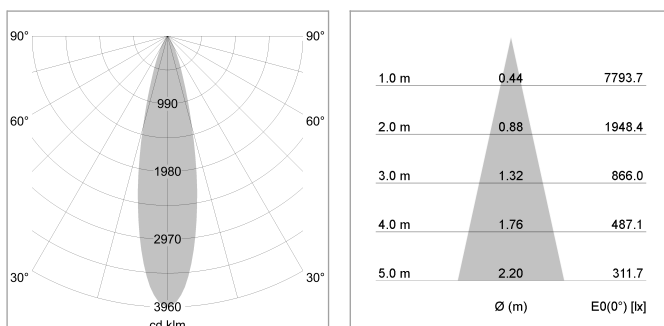 90° 90°
990
60° 60°
1980
2970
30° 30°
3960
cd klm
1.0 m 0.44 7793.7
2.0 m 0.88 1948.4
3.0 m 1.32 866.0
4.0 m 1.76 487.1
5.0 m 2.20 311.7
Ø (m) E0(0°) [lx]